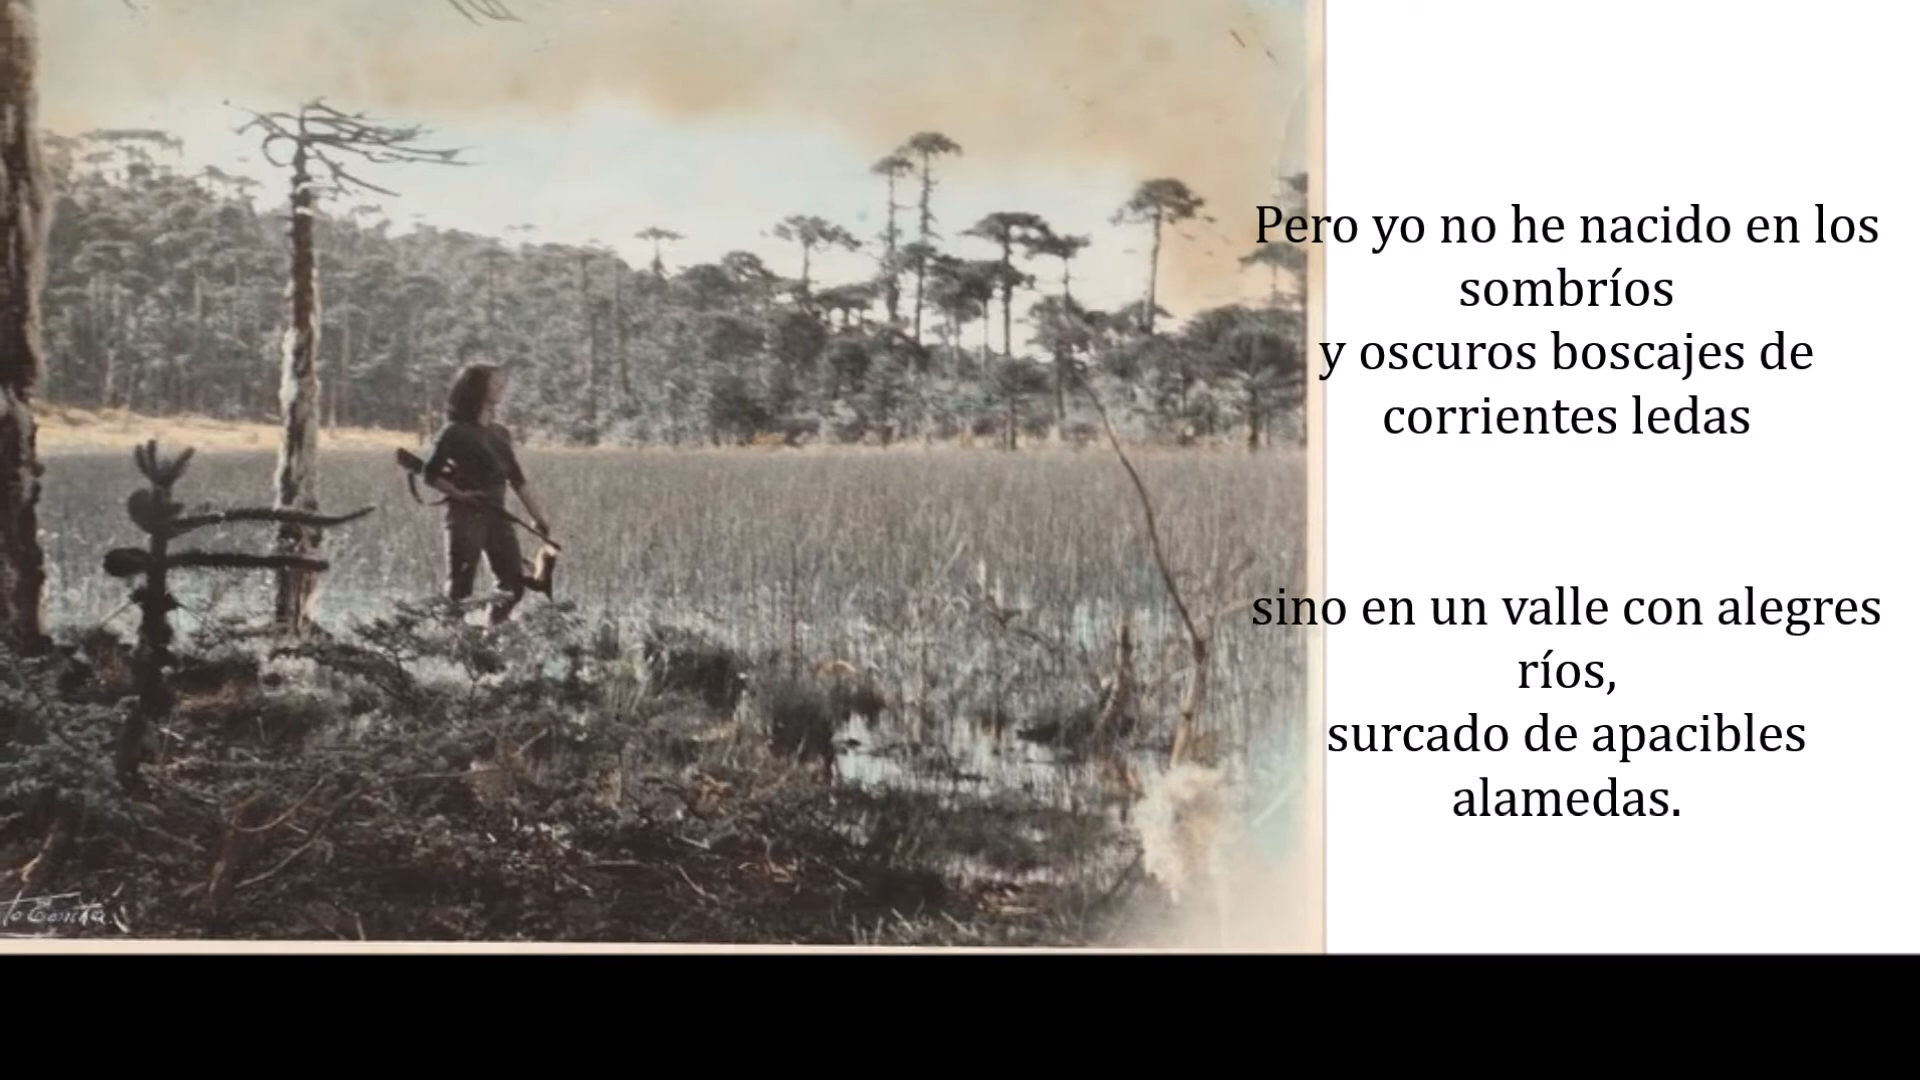 Pero yo no he nacido en los
sombríos
y oscuros boscajes de
corrientes ledas
sino en un valle con alegres
ríos,
surcado de apacibles
alamedas.